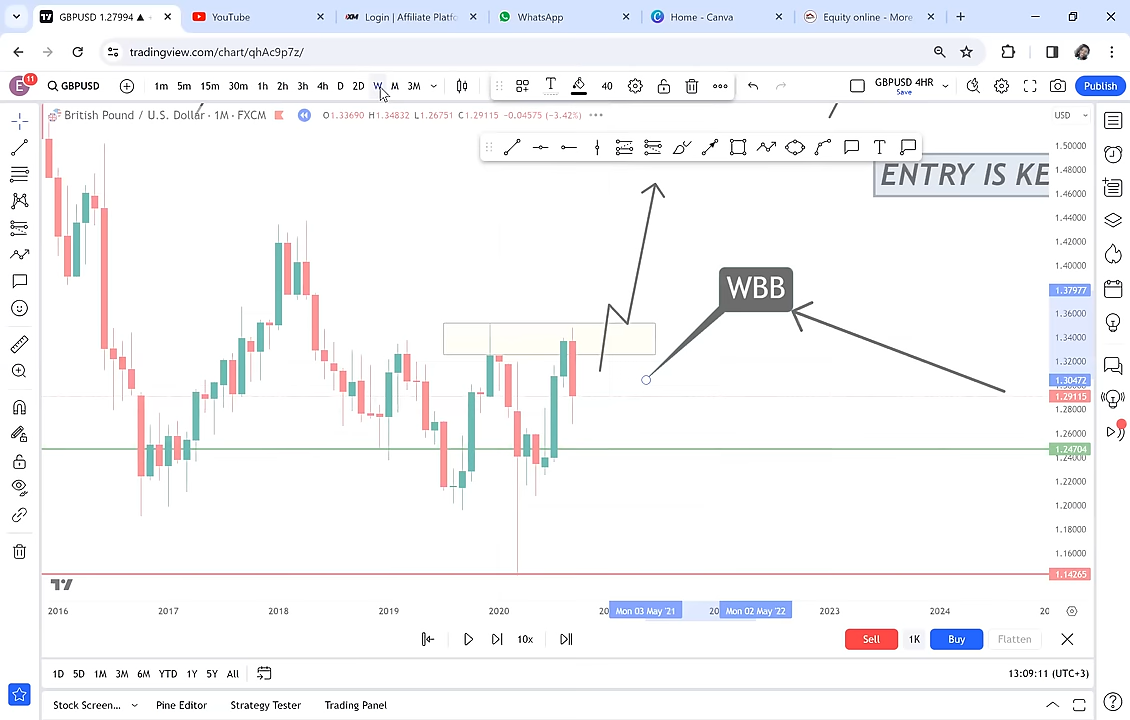 GBPUSD 1.27994 ▲
YouTube
XM Login | Affiliate Platfo
WhatsApp
Home - Canva
Equity online - More
tradingview.com/chart/qhAc9p7z/
E 11
GBPUSD
1m 5m 15m 30m 1h 2h 3h 4h D 2D W M 3M
T 40
GBPUSD 4HR
Save
Publish
British Pound / U.S. Dollar · 1M · FXCM
O1.33690 H1.34832 L1.26751 C1.29115 -0.04575 (-3.42%)
USD
ENTRY IS KE
WBB
1.50000
1.48000
1.46000
1.44000
1.42000
1.40000
1.37977
1.36000
1.34000
1.32000
1.30472
1.29115
1.28000
1.26000
1.24704
1.24000
1.22000
1.20000
1.18000
1.16000
1.14265
2016 2017 2018 2019 2020 20 Mon 03 May '21 20 Mon 02 May '22 2023 2024 20
10x
Sell 1K Buy Flatten
1D 5D 1M 3M 6M YTD 1Y 5Y All
13:09:11 (UTC+3)
Stock Screen... Pine Editor Strategy Tester Trading Panel